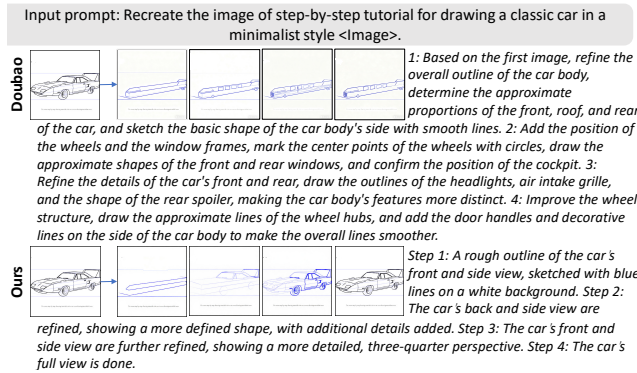 Input prompt: Recreate the image of step-by-step tutorial for drawing a classic car in a
minimalist style <Image>.
Doubao
1: Based on the first image, refine the
overall outline of the car body,
determine the approximate
proportions of the front, roof, and rear
of the car, and sketch the basic shape of the car body's side with smooth lines. 2: Add the position of
the wheels and the window frames, mark the center points of the wheels with circles, draw the
approximate shapes of the front and rear windows, and confirm the position of the cockpit. 3:
Refine the details of the car's front and rear, draw the outlines of the headlights, air intake grille,
and the shape of the rear spoiler, making the car body's features more distinct. 4: Improve the wheel
structure, draw the approximate lines of the wheel hubs, and add the door handles and decorative
lines on the side of the car body to make the overall lines smoother.
Ours
Step 1: A rough outline of the car's
front and side view, sketched with blue
lines on a white background. Step 2:
The car's back and side view are
refined, showing a more defined shape, with additional details added. Step 3: The car's front and
side view are further refined, showing a more detailed, three-quarter perspective. Step 4: The car's
full view is done.